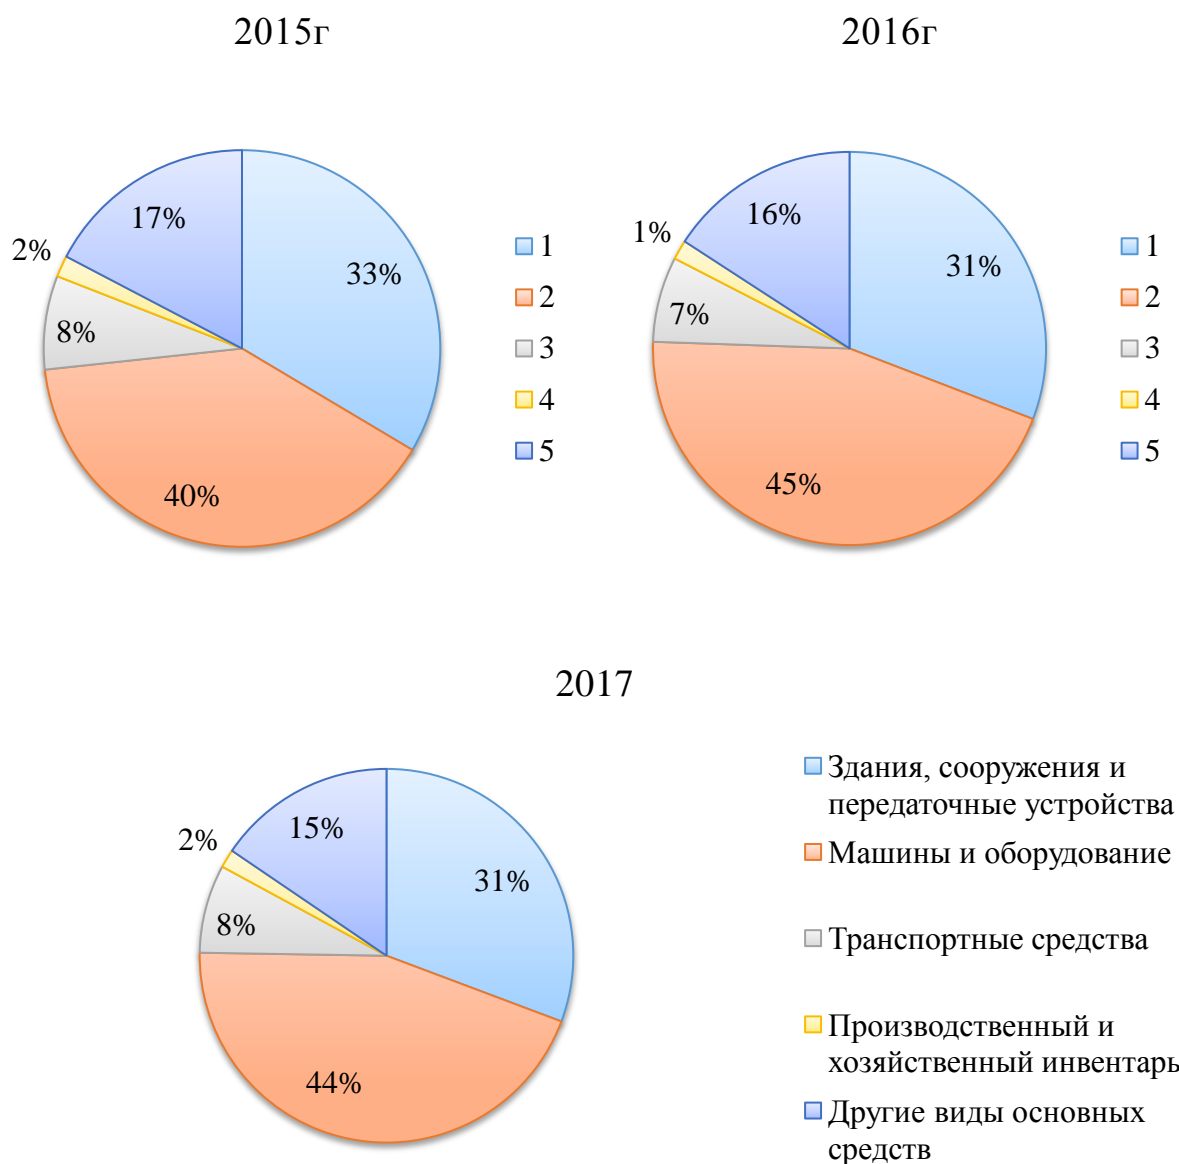 2015г
2016г
17%
2%
33%
8%
40%
1
2
3
4
5
16%
1%
31%
7%
45%
1
2
3
4
5
2017
15%
2%
31%
8%
44%
Здания, сооружения и
передаточные устройства
Машины и оборудование
Транспортные средства
Производственный и
хозяйственный инвентарь
Другие виды основных
средств